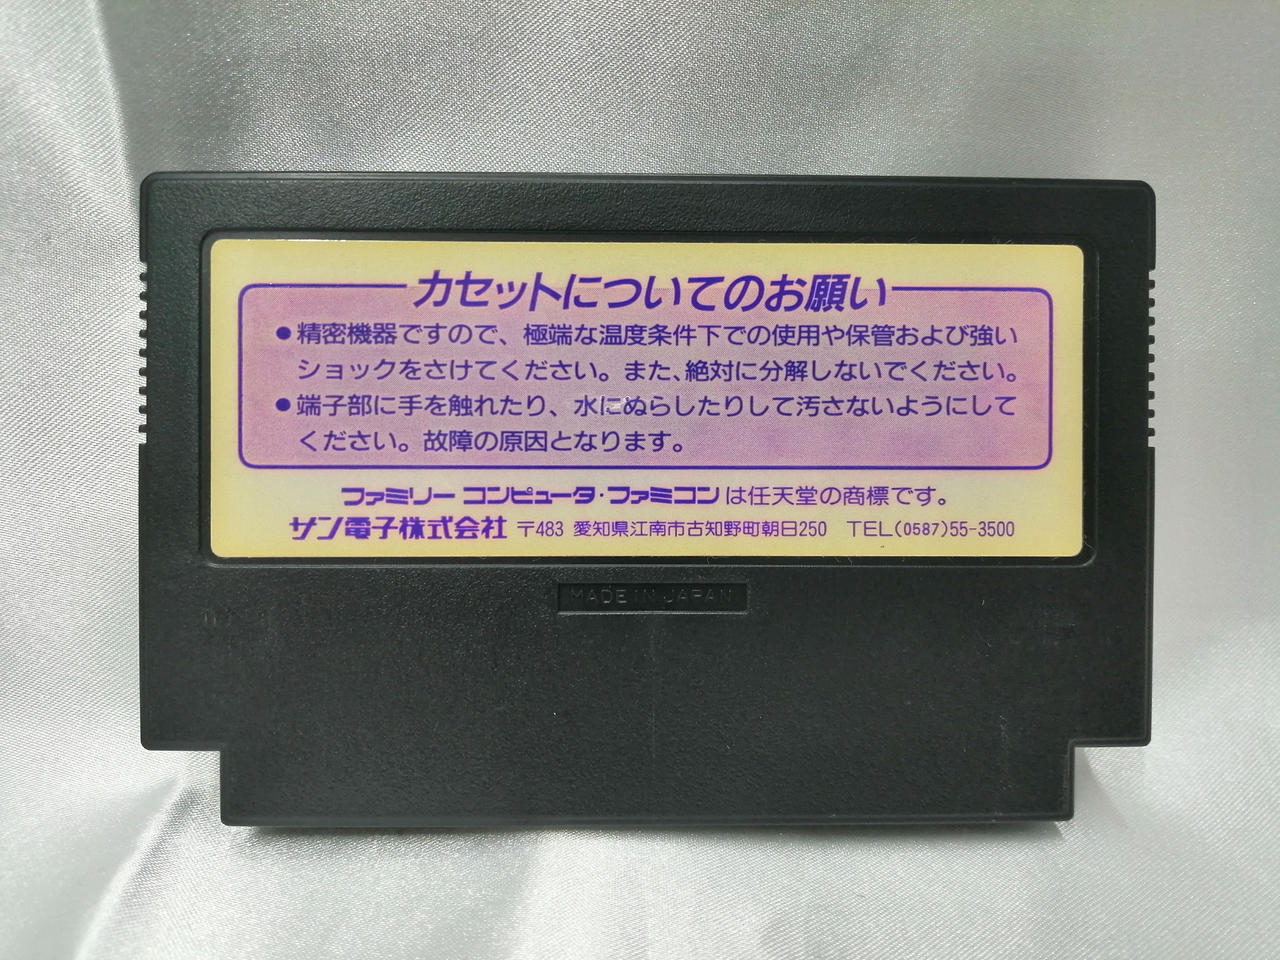 カセットについてのお願い
●精密機器ですので、極端な温度条件下での使用や保管および強い
ショックをさけてください。また、絶対に分解しないでください。
●端子部に手を触れたり、水にぬらしたりして汚さないようにして
ください。故障の原因となります。
ファミリーコンピュータ・ファミコンは任天堂の商標です。
サン電子株式会社 〒483 愛知県江南市古知野町朝日250 TEL(0587)55-3500
MADE IN JAPAN